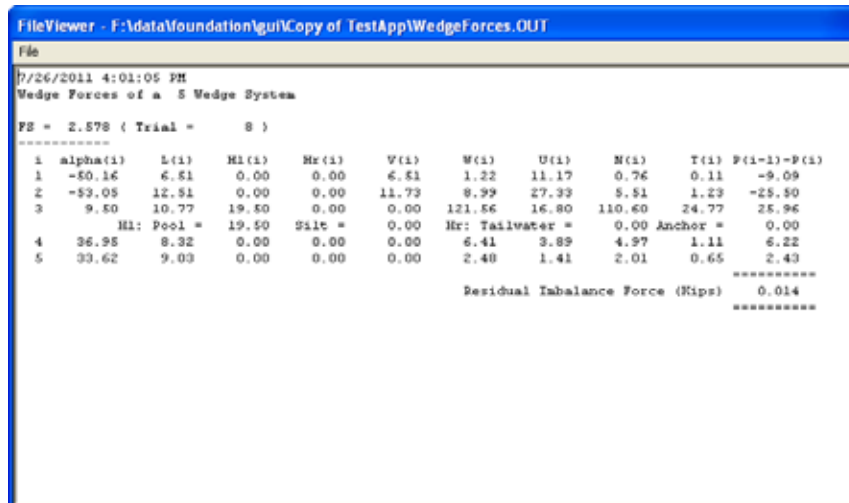 FileViewer - F:\data\foundation\gui\Copy of TestApp\WedgeForces.OUT
File
7/26/2011 4:01:05 PM
Wedge Forces of a 5 Wedge System
FS = 2.578 ( Trial = 8 )
-----------
i alpha(i) L(i) Hl(i) Hr(i) V(i) W(i) U(i) N(i) T(i) P(i-1)-P(i)
1 -50.16 6.51 0.00 0.00 6.51 1.22 11.17 0.76 0.11 -9.09
2 -53.05 12.51 0.00 0.00 11.73 8.99 27.33 5.51 1.23 -25.50
3 9.50 10.77 19.50 0.00 0.00 121.56 16.80 110.60 24.77 25.96
Hl: Pool = 19.50 Silt = 0.00 Hr: Tailwater = 0.00 Anchor = 0.00
4 36.95 8.32 0.00 0.00 0.00 6.41 3.89 4.97 1.11 6.22
5 33.62 9.03 0.00 0.00 0.00 2.48 1.41 2.01 0.65 2.43
==========
Residual Imbalance Force (Kips) 0.014
==========